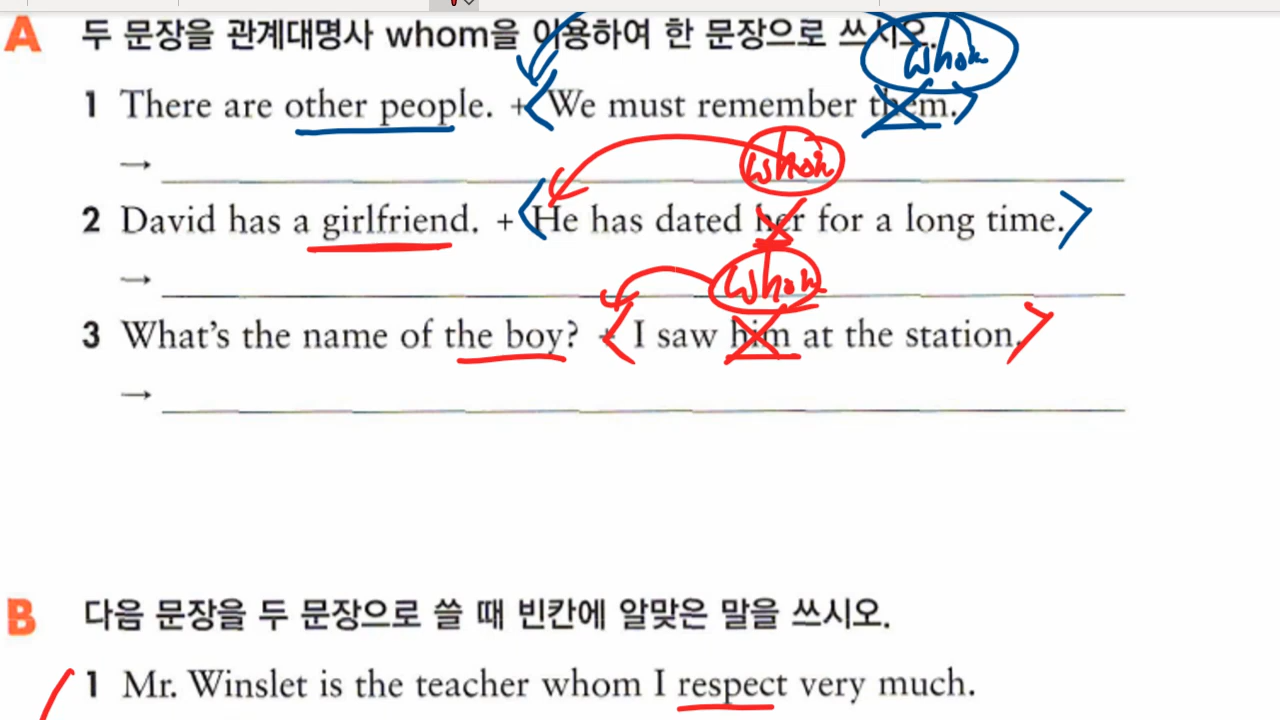 A 두 문장을 관계대명사 whom을 이용하여 한 문장으로 쓰시오.
whom
1 There are other people. + We must remember them.
→
whom
2 David has a girlfriend. + He has dated her for a long time.
→
whom
3 What's the name of the boy? + I saw him at the station.
→
B 다음 문장을 두 문장으로 쓸 때 빈칸에 알맞은 말을 쓰시오.
1 Mr. Winslet is the teacher whom I respect very much.